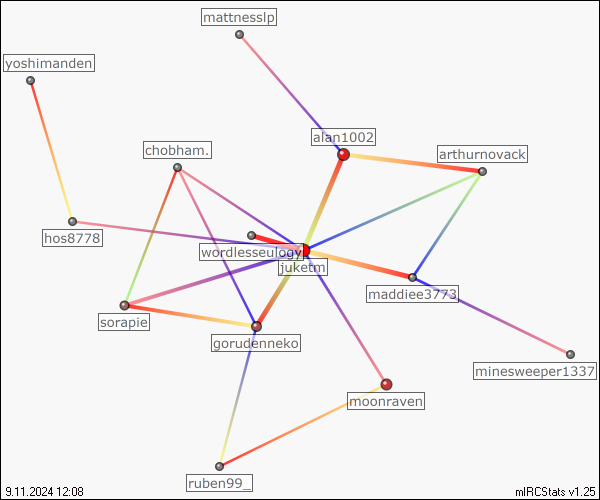 mattnesslp
yoshimanden
alan1002
chobham.
arthurnovack
hos8778
wordlesseulogy
juketm
maddiee3773
sorapie
gorudenneko
minesweeper1337
moonraven
ruben99_
9.11.2024 12:08
mIRCStats v1.25